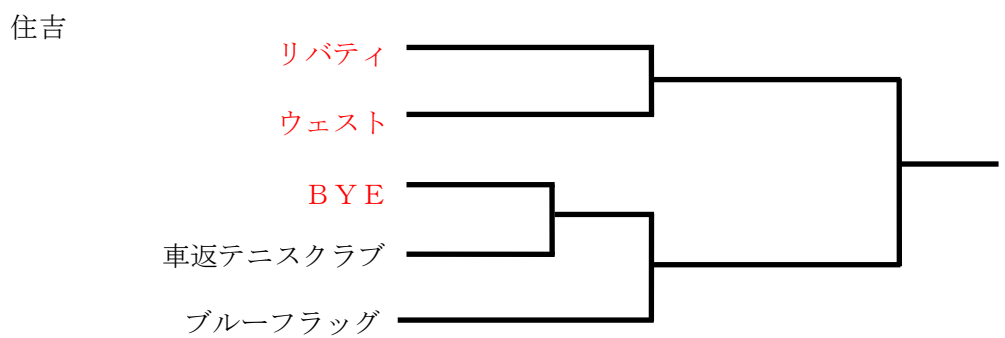 住吉
リバティ
ウェスト
ＢＹＥ
車返テニスクラブ
ブルーフラッグ